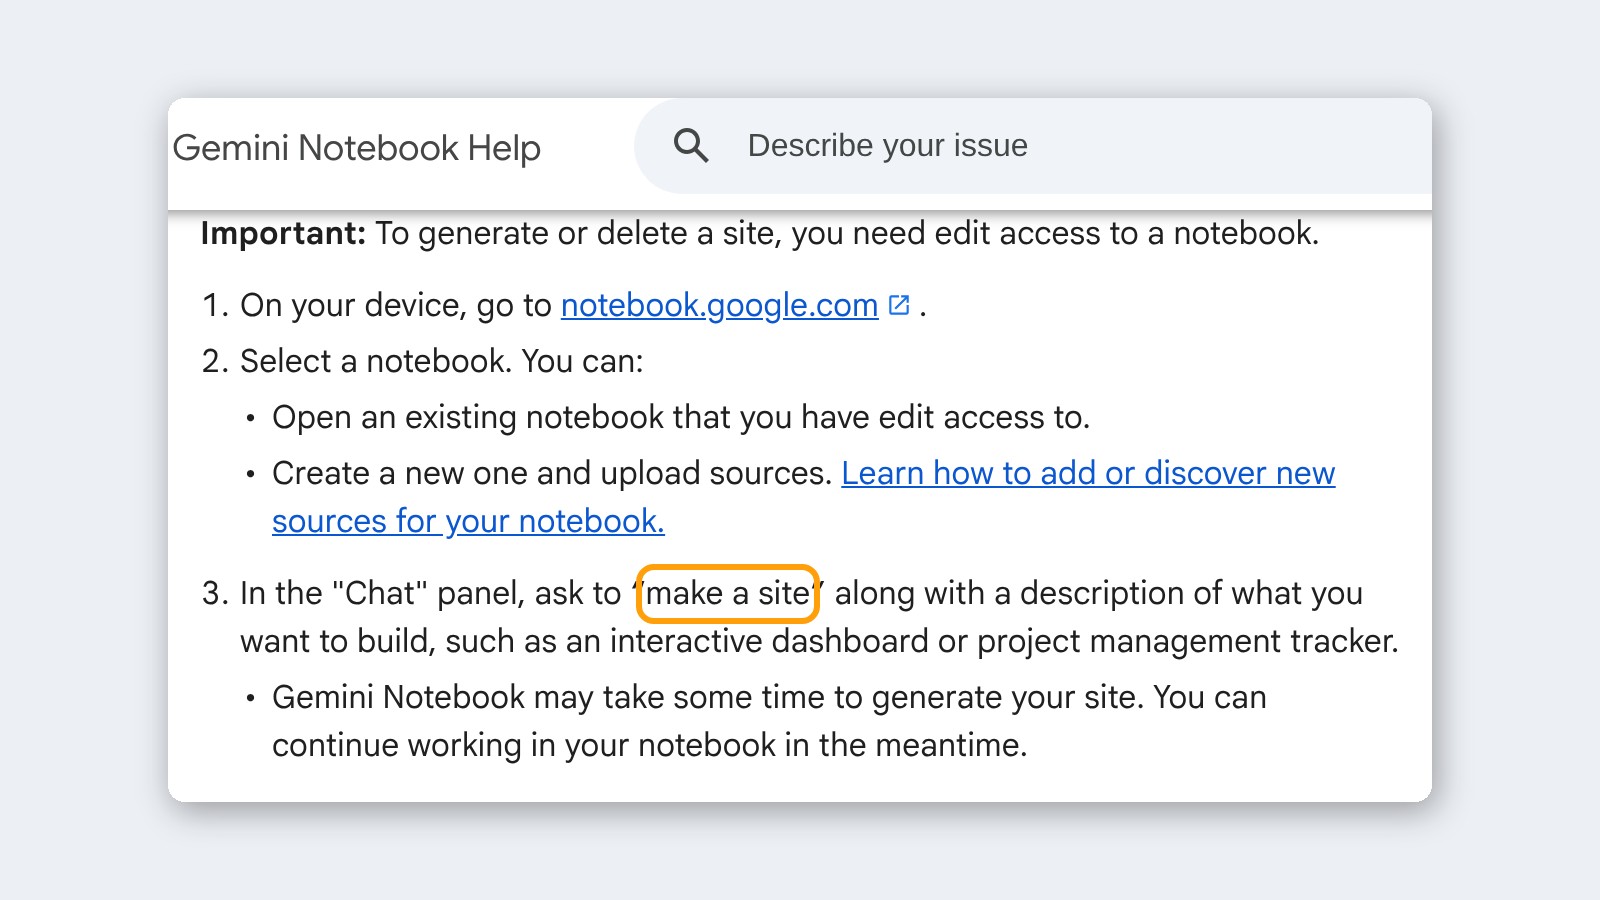 Gemini Notebook Help
Describe your issue
Important: To generate or delete a site, you need edit access to a notebook.
1. On your device, go to notebook.google.com .
2. Select a notebook. You can:
• Open an existing notebook that you have edit access to.
• Create a new one and upload sources. Learn how to add or discover new
sources for your notebook.
3. In the "Chat" panel, ask to “make a site” along with a description of what you
want to build, such as an interactive dashboard or project management tracker.
• Gemini Notebook may take some time to generate your site. You can
continue working in your notebook in the meantime.